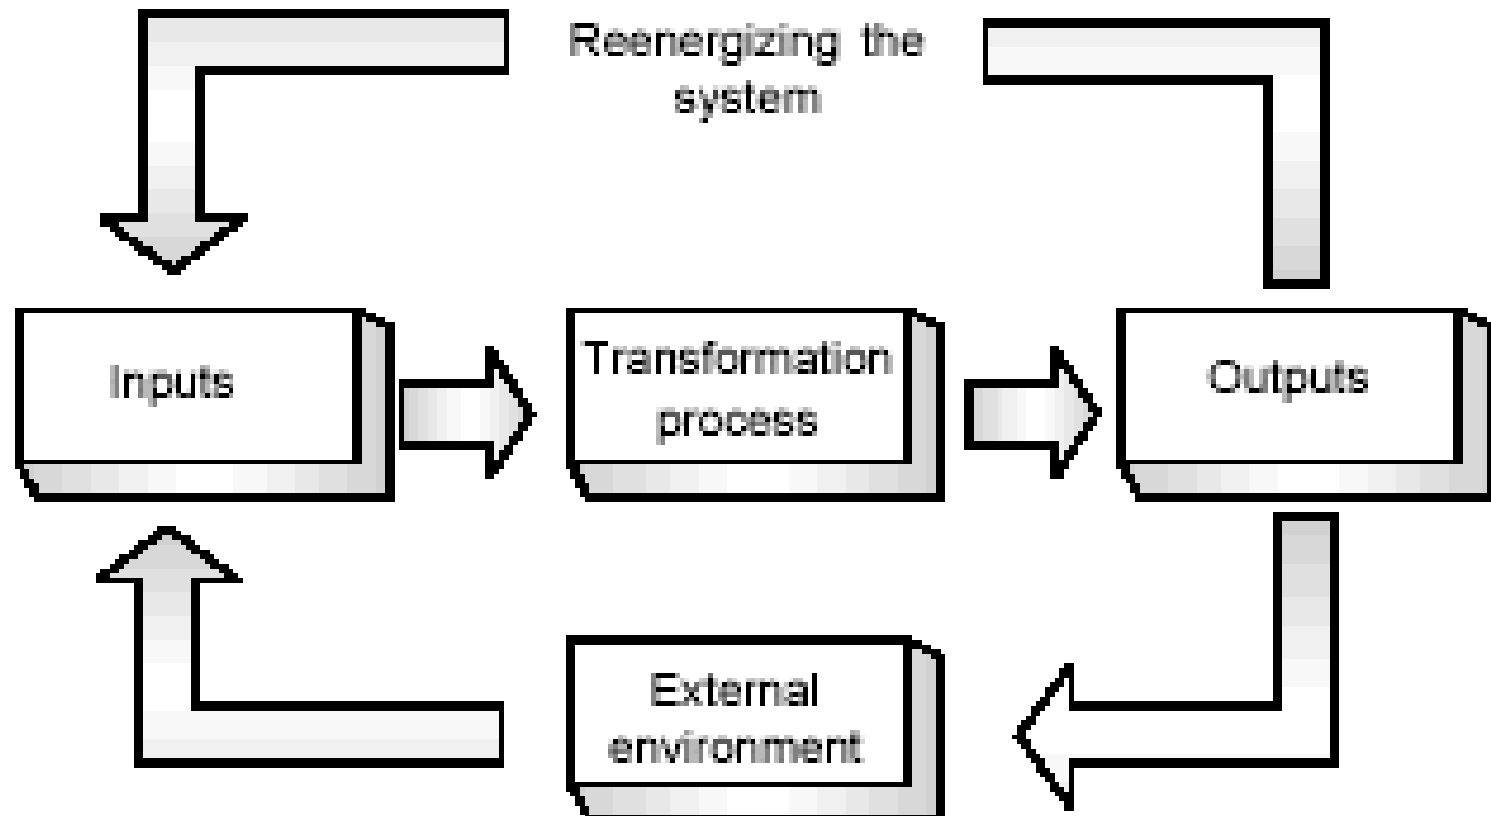 Reenergizing the
system
Inputs
Transformation
process
Outputs
External
environment